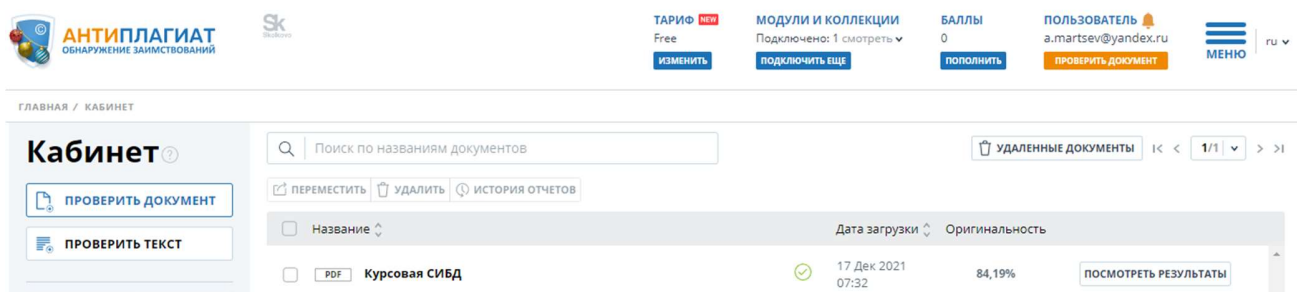 АНТИПЛАГИАТ
ОБНАРУЖЕНИЕ ЗАИМСТВОВАНИЙ
Sk
Skolkovo
ТАРИФ NEW
Free
ИЗМЕНИТЬ
МОДУЛИ И КОЛЛЕКЦИИ
Подключено: 1 смотреть
ПОДКЛЮЧИТЬ ЕЩЕ
БАЛЛЫ
0
ПОПОЛНИТЬ
ПОЛЬЗОВАТЕЛЬ
a.martsev@yandex.ru
ПРОВЕРИТЬ ДОКУМЕНТ
МЕНЮ
ru
ГЛАВНАЯ / КАБИНЕТ
Кабинет ?
ПРОВЕРИТЬ ДОКУМЕНТ
ПРОВЕРИТЬ ТЕКСТ
Поиск по названиям документов
УДАЛЕННЫЕ ДОКУМЕНТЫ |< < 1/1 > >|
ПЕРЕМЕСТИТЬ УДАЛИТЬ ИСТОРИЯ ОТЧЕТОВ
Название Дата загрузки Оригинальность
PDF Курсовая СИБД 17 Дек 2021 07:32 84,19% ПОСМОТРЕТЬ РЕЗУЛЬТАТЫ